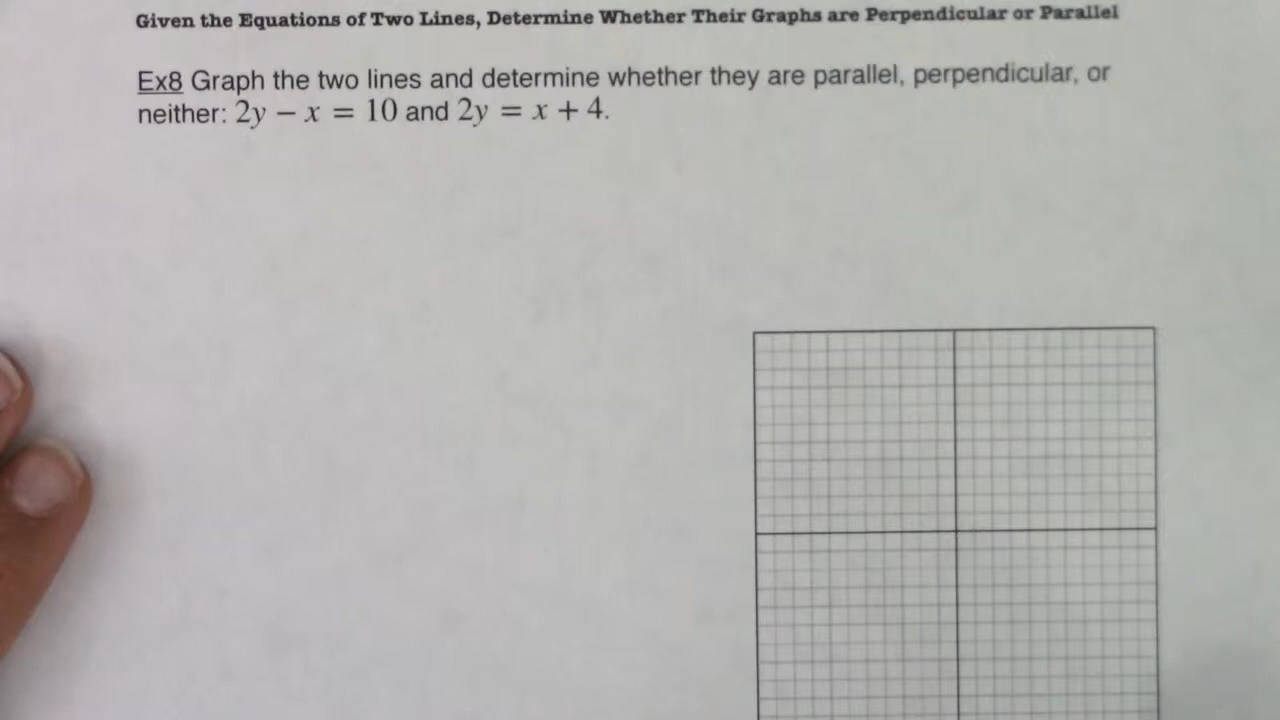 Given the Equations of Two Lines, Determine Whether Their Graphs are Perpendicular or Parallel
Ex8 Graph the two lines and determine whether they are parallel, perpendicular, or
neither: 2y − x = 10 and 2y = x + 4.